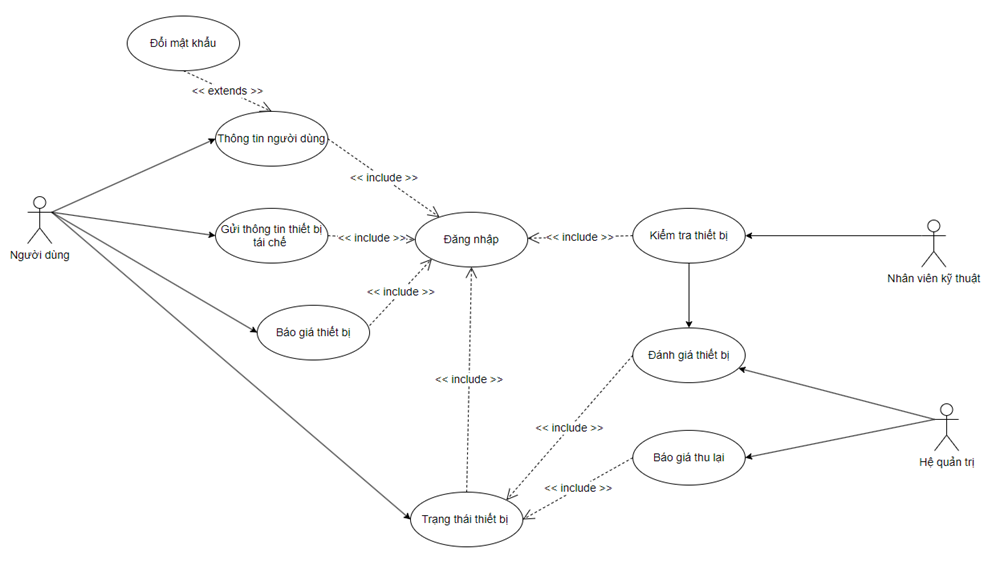 Đổi mật khẩu
<< extends >>
Thông tin người dùng
<< include >>
Người dùng
Gửi thông tin thiết bị
tái chế
<< include >>
Đăng nhập
<< include >>
Kiểm tra thiết bị
Nhân viên kỹ thuật
<< include >>
Báo giá thiết bị
Đánh giá thiết bị
<< include >>
<< include >>
Báo giá thu lại
Hệ quản trị
<< include >>
Trạng thái thiết bị